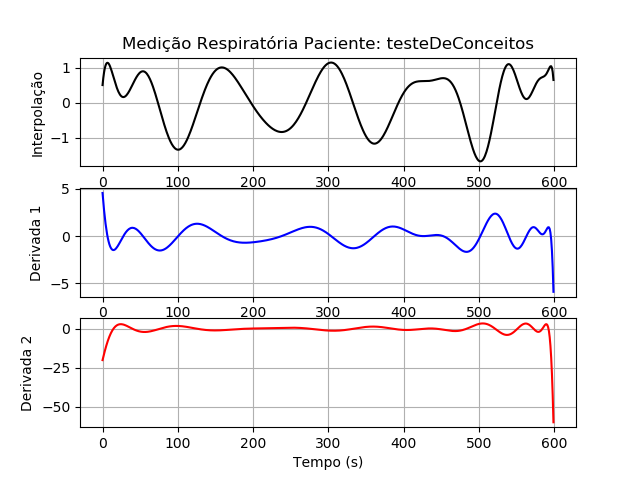 Medição Respiratória Paciente: testeDeConceitos
Interpolação
1
0
−1
0 100 200 300 400 500 600
Derivada 1
5
0
−5
0 100 200 300 400 500 600
Derivada 2
0
−25
−50
0 100 200 300 400 500 600
Tempo (s)